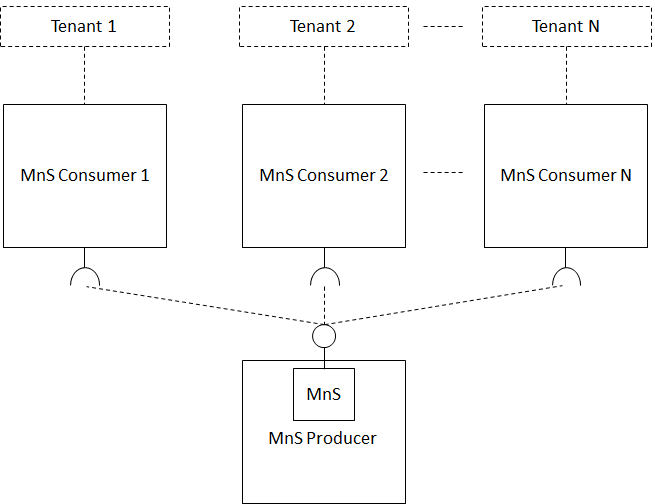 Tenant 1
Tenant 2
Tenant N
MnS Consumer 1
MnS Consumer 2
MnS Consumer N
MnS
MnS Producer